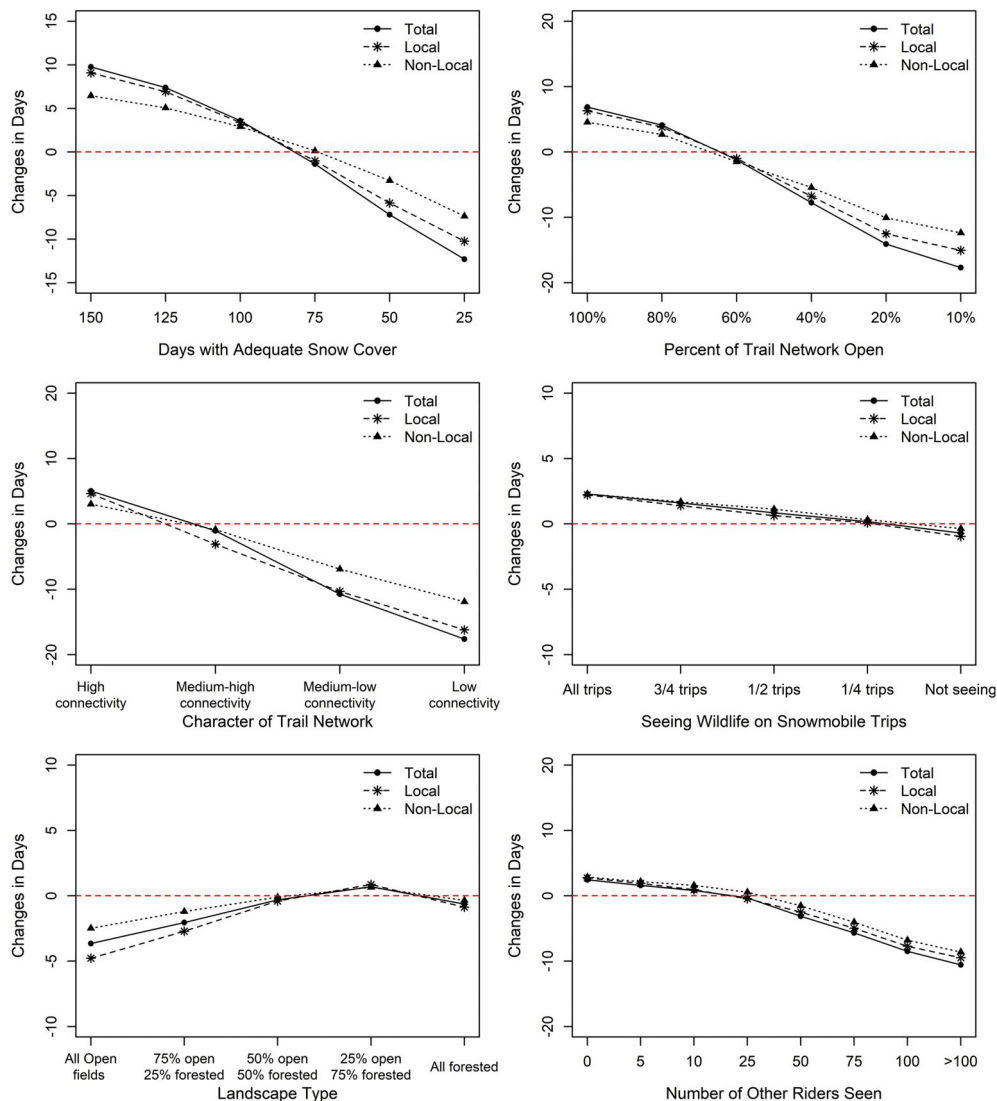 Changes in Days
15
10
5
0
-5
-10
-15
Total
Local
Non-Local
150 125 100 75 50 25
Days with Adequate Snow Cover
Changes in Days
20
10
0
-10
-20
Total
Local
Non-Local
100% 80% 60% 40% 20% 10%
Percent of Trail Network Open
Changes in Days
20
10
0
-10
-20
Total
Local
Non-Local
High Medium-high Medium-low Low
connectivity connectivity connectivity connectivity
Character of Trail Network
Changes in Days
10
5
0
-5
-10
Total
Local
Non-Local
All trips 3/4 trips 1/2 trips 1/4 trips Not seeing
Seeing Wildlife on Snowmobile Trips
Changes in Days
10
5
0
-5
-10
Total
Local
Non-Local
All Open 75% open 50% open 25% open All forested
fields 25% forested 50% forested 75% forested
Landscape Type
Changes in Days
20
10
0
-10
-20
Total
Local
Non-Local
0 5 10 25 50 75 100 >100
Number of Other Riders Seen